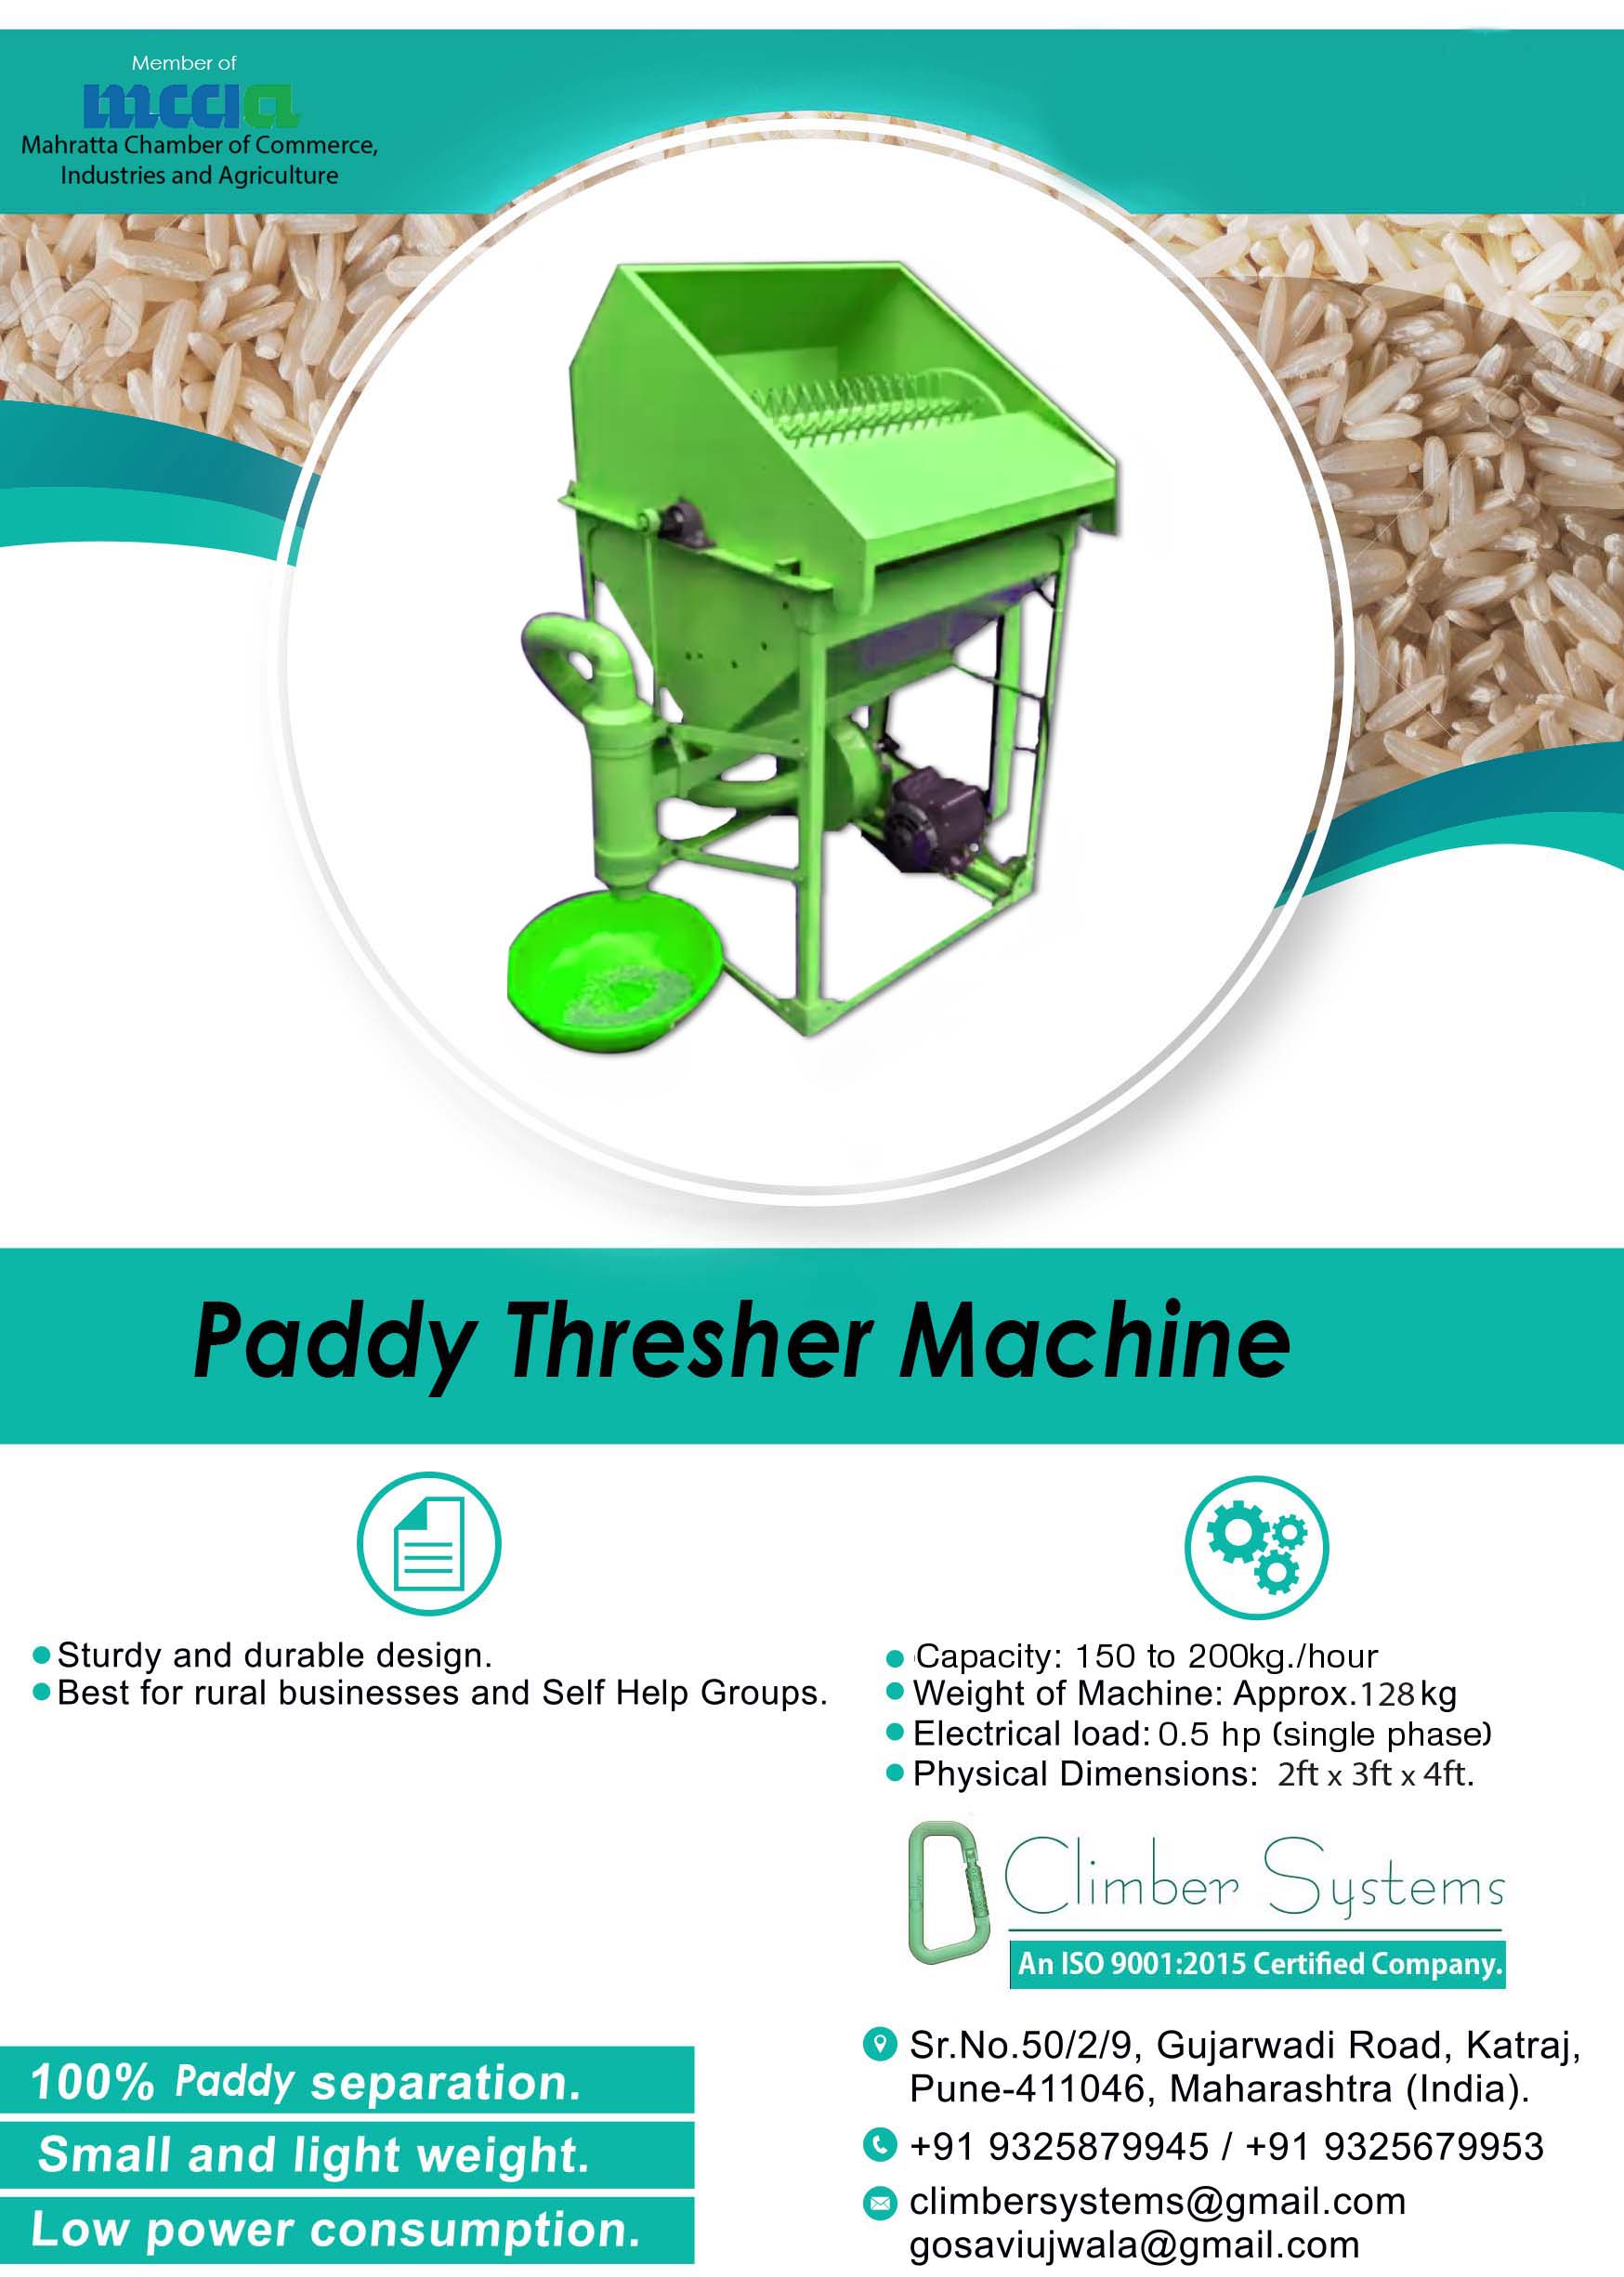 Member of
mccia
Mahratta Chamber of Commerce,
Industries and Agriculture
Paddy Thresher Machine
Sturdy and durable design.
Best for rural businesses and Self Help Groups.
Capacity: 150 to 200kg./hour
Weight of Machine: Approx.128kg
Electrical load: 0.5 hp (single phase)
Physical Dimensions: 2ft x 3ft x 4ft.
Climber Systems
An ISO 9001:2015 Certified Company.
100% Paddy separation.
Small and light weight.
Low power consumption.
Sr.No.50/2/9, Gujarwadi Road, Katraj,
Pune-411046, Maharashtra (India).
+91 9325879945 / +91 9325679953
climbersystems@gmail.com
gosaviujwala@gmail.com